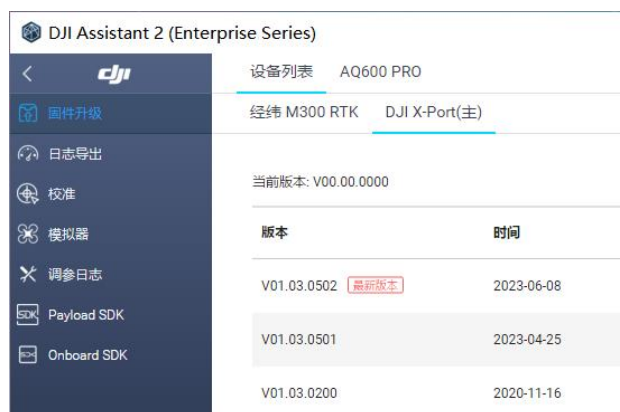 DJI Assistant 2 (Enterprise Series)
dji
设备列表 AQ600 PRO
固件升级
经纬 M300 RTK DJI X-Port(主)
日志导出
校准
当前版本: V00.00.0000
模拟器
版本 时间
调参日志
V01.03.0502 最新版本 2023-06-08
SDK Payload SDK
V01.03.0501 2023-04-25
Onboard SDK
V01.03.0200 2020-11-16